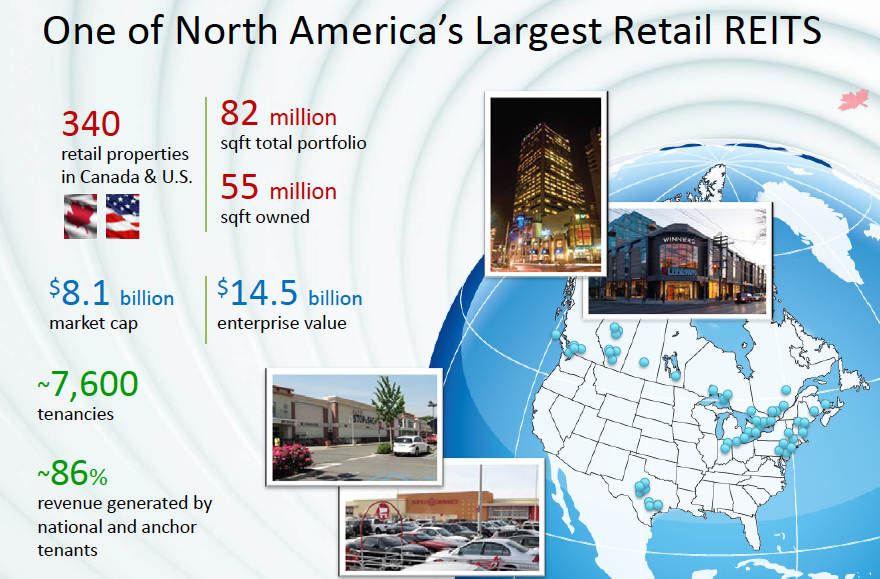 One of North America's Largest Retail REITS
340
retail properties
in Canada & U.S.
82 million
sqft total portfolio
55 million
sqft owned
$8.1 billion
market cap
$14.5 billion
enterprise value
~7,600
tenancies
~86%
revenue generated by
national and anchor
tenants
WINNERS